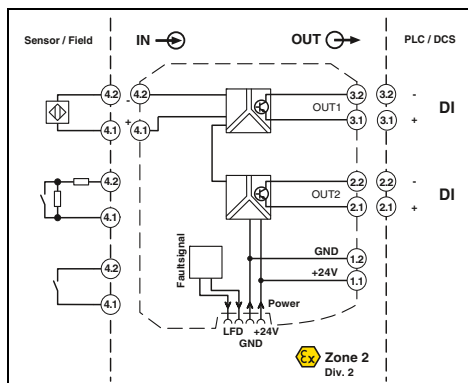 Sensor / Field IN OUT PLC / DCS
4.2 - 4.2 3.2 3.2 -
OUT1 DI
4.1 + 4.1 3.1 3.1 +
4.2 2.2 2.2 -
OUT2 DI
4.1 2.1 2.1 +
GND 1.2
4.2
+24V 1.1
Faultsignal
4.1
Power
LFD +24V
GND
Ex Zone 2
Div. 2